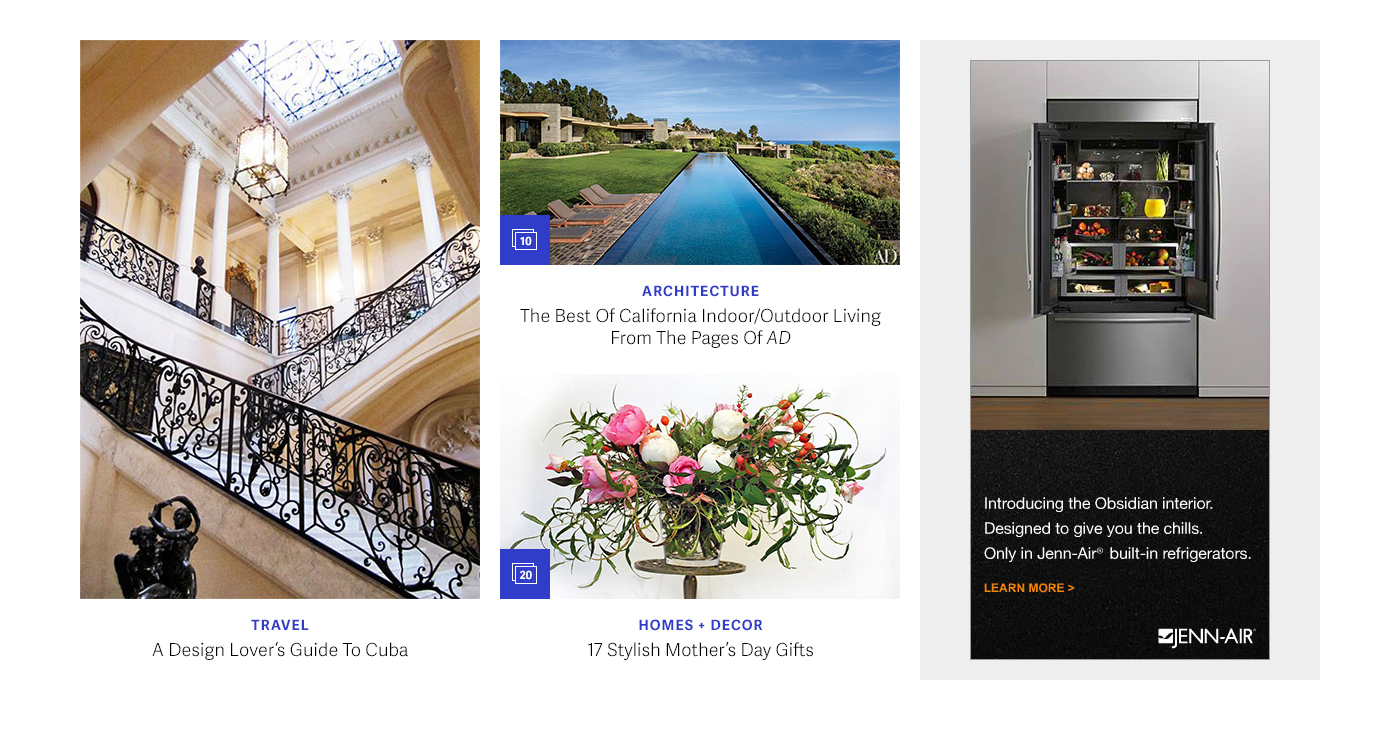 TRAVEL
A Design Lover's Guide To Cuba
10
AD
ARCHITECTURE
The Best Of California Indoor/Outdoor Living
From The Pages Of AD
20
HOMES + DECOR
17 Stylish Mother's Day Gifts
Introducing the Obsidian interior.
Designed to give you the chills.
Only in Jenn-Air® built-in refrigerators.
LEARN MORE >
JENN-AIR